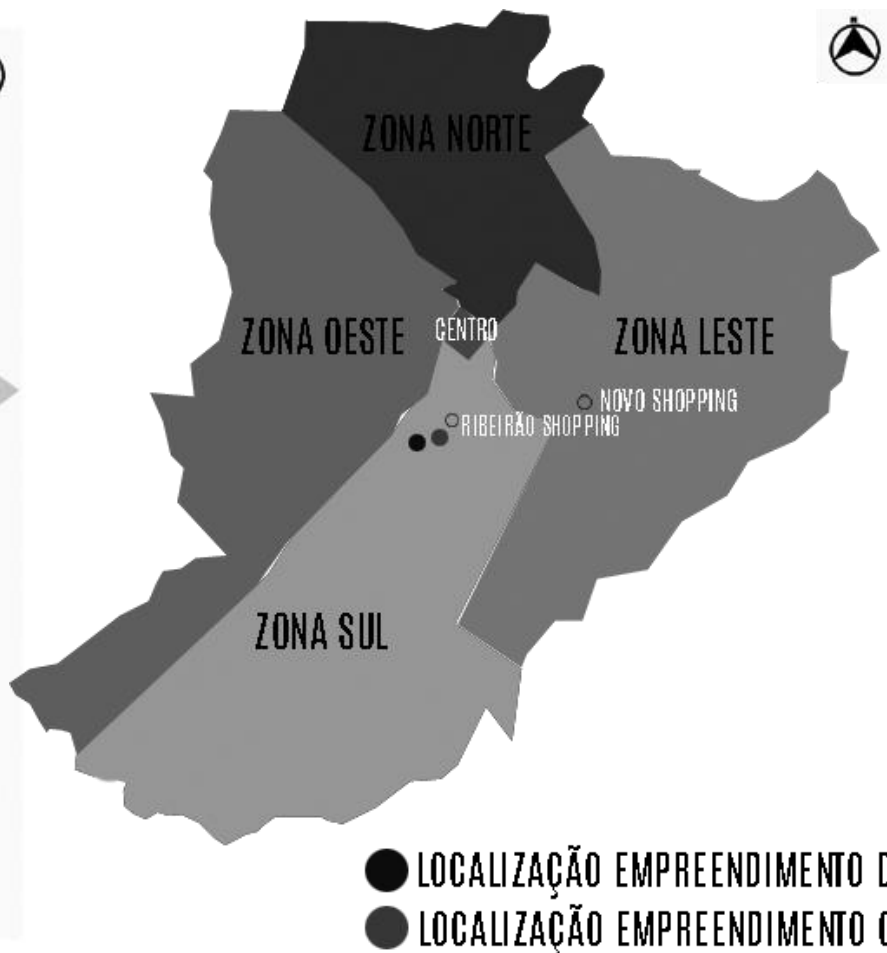 ZONA NORTE
ZONA OESTE
CENTRO
ZONA LESTE
NOVO SHOPPING
RIBEIRÃO SHOPPING
ZONA SUL
LOCALIZAÇÃO EMPREENDIMENTO
LOCALIZAÇÃO EMPREENDIMENTO